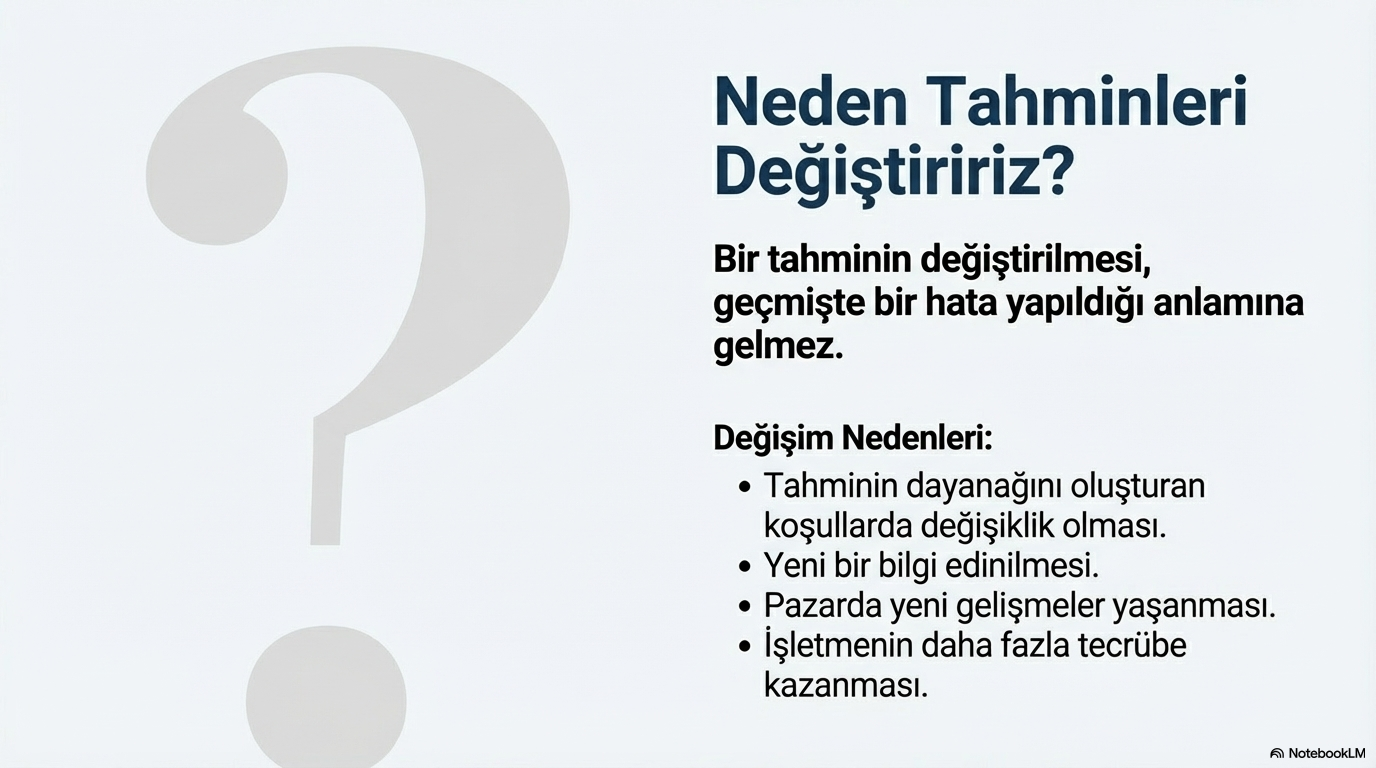 Neden Tahminleri
Değiştiririz?
Bir tahminin değiştirilmesi,
geçmişte bir hata yapıldığı anlamına
gelmez.
Değişim Nedenleri:
• Tahminin dayanağını oluşturan
koşullarda değişiklik olması.
• Yeni bir bilgi edinilmesi.
• Pazarda yeni gelişmeler yaşanması.
• İşletmenin daha fazla tecrübe
kazanması.
NotebookLM